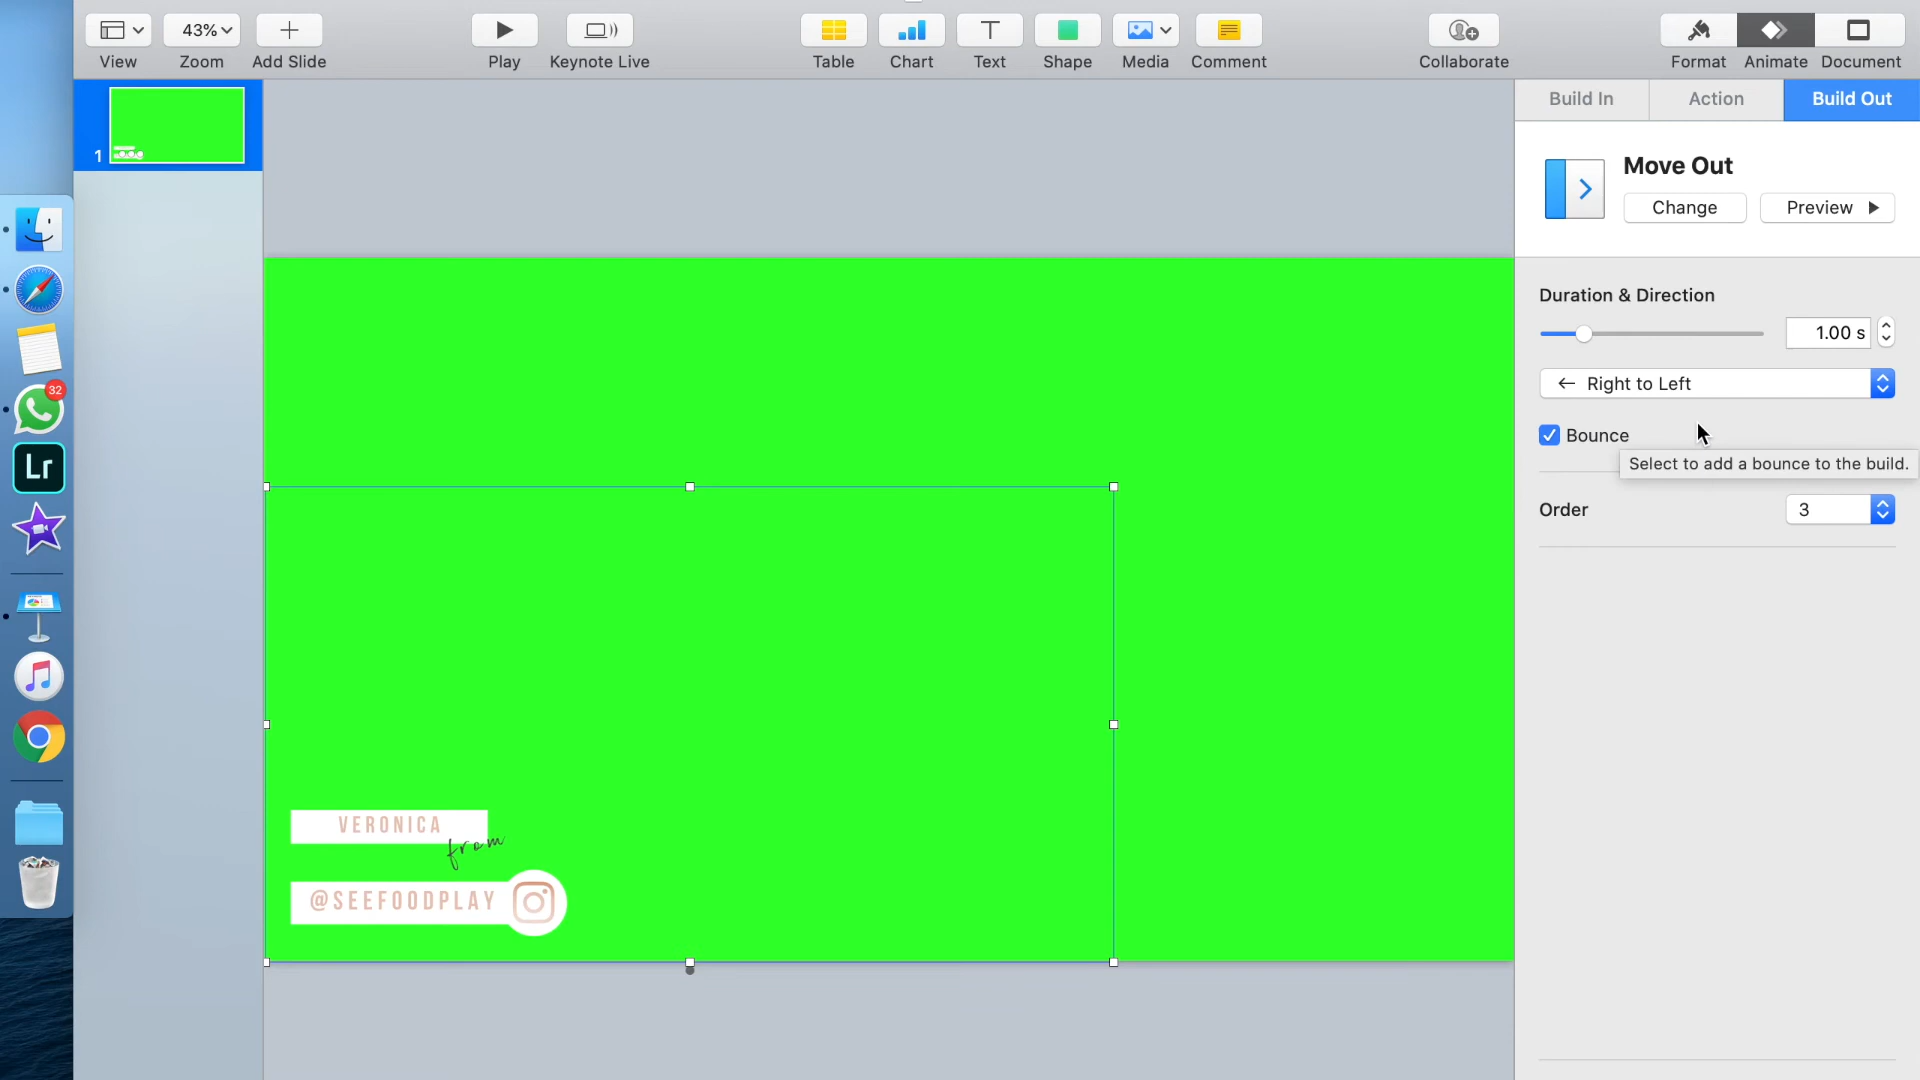 43%
View
Zoom
Add Slide
Play
Keynote Live
Table
Chart
T
Text
Shape
Media
Comment
Collaborate
Format
Animate
Document
Build In
Action
Build Out
1
Move Out
Change
Preview
Duration & Direction
1.00 s
← Right to Left
Bounce
Select to add a bounce to the build.
Order
3
32
Lr
VERONICA
from
@SEEFOODPLAY